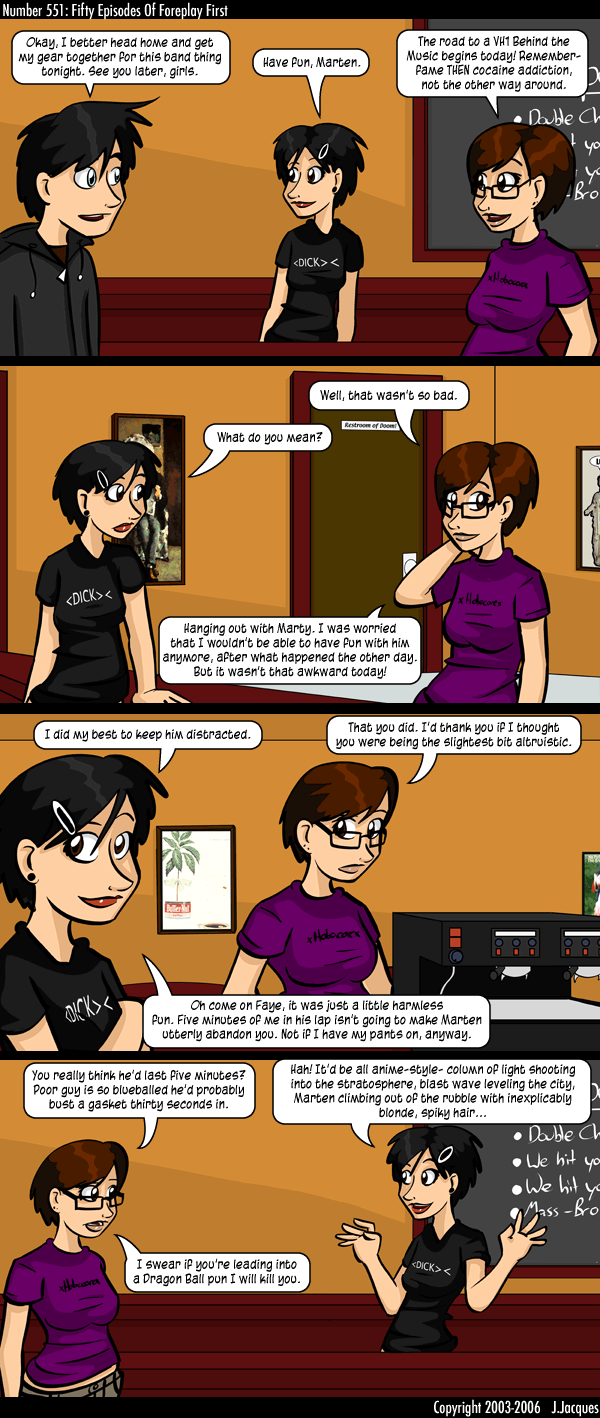 Number 551: Fifty Episodes Of Foreplay First
Okay, I better head home and get
my gear together for this band thing
tonight. See you later, girls.
Have fun, Marten.
The road to a VH1 Behind the
Music begins today! Remember-
fame THEN cocaine addiction,
not the other way around.
• Double Ch
<DICK> <
xHobocorx
Well, that wasn't so bad.
What do you mean?
Restroom of Doom!
<DICK> <
xHobocorx
Hanging out with Marty. I was worried
that I wouldn't be able to have fun with him
anymore, after what happened the other day.
But it wasn't that awkward today!
I did my best to keep him distracted.
That you did. I'd thank you if I thought
you were being the slightest bit altruistic.
xHobocorx
<DICK> <
Oh come on Faye, it was just a little harmless
fun. Five minutes of me in his lap isn't going to make Marten
utterly abandon you. Not if I have my pants on, anyway.
You really think he'd last five minutes?
Poor guy is so blueballed he'd probably
bust a gasket thirty seconds in.
Hah! It'd be all anime-style- column of light shooting
into the stratosphere, blast wave leveling the city,
Marten climbing out of the rubble with inexplicably
blonde, spiky hair...
• Double Ch
• We hit yo
• We hit yo
• Mass-Bro
I swear if you're leading into
a Dragon Ball pun I will kill you.
xHobocorx
<DICK> <
Copyright 2003-2006 J.Jacques